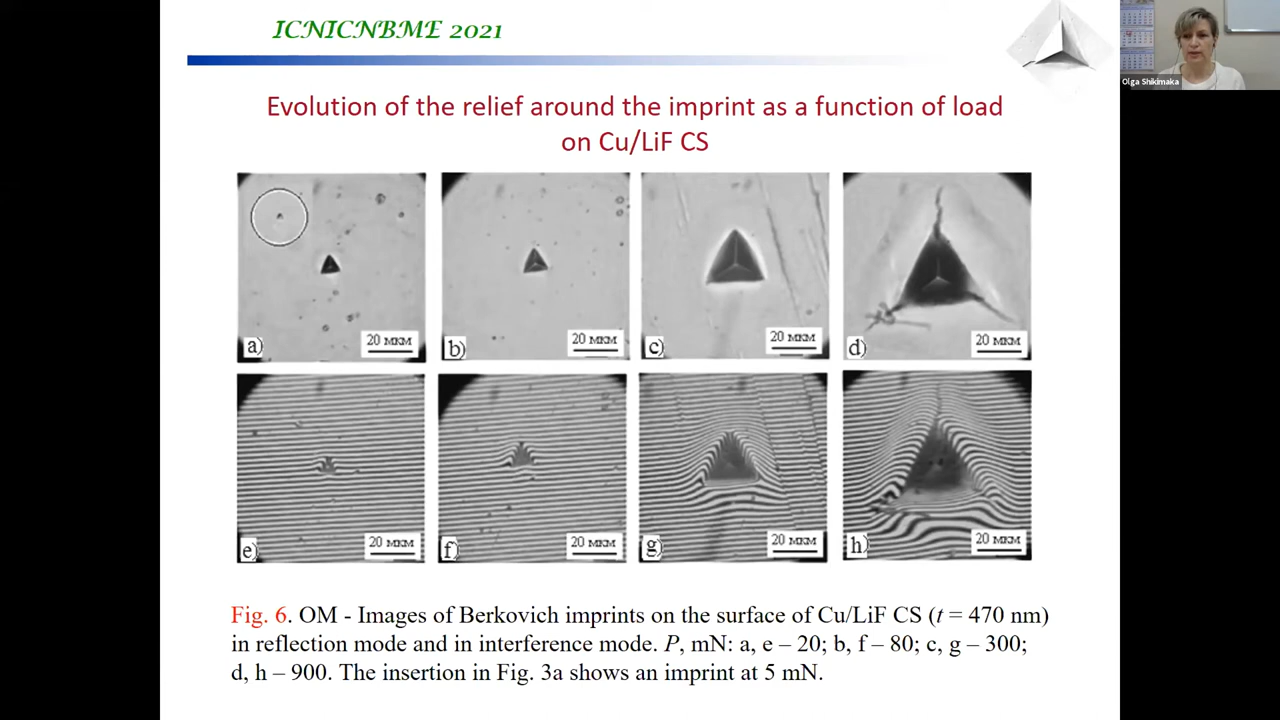 ICNICNBME 2021
Olga Shikimaka
Evolution of the relief around the imprint as a function of load
on Cu/LiF CS
a) 20 мкм
b) 20 мкм
c) 20 мкм
d) 20 мкм
e) 20 мкм
f) 20 мкм
g) 20 мкм
h) 20 мкм
Fig. 6. OM - Images of Berkovich imprints on the surface of Cu/LiF CS (t = 470 nm)
in reflection mode and in interference mode. P, mN: a, e – 20; b, f – 80; c, g – 300;
d, h – 900. The insertion in Fig. 3a shows an imprint at 5 mN.